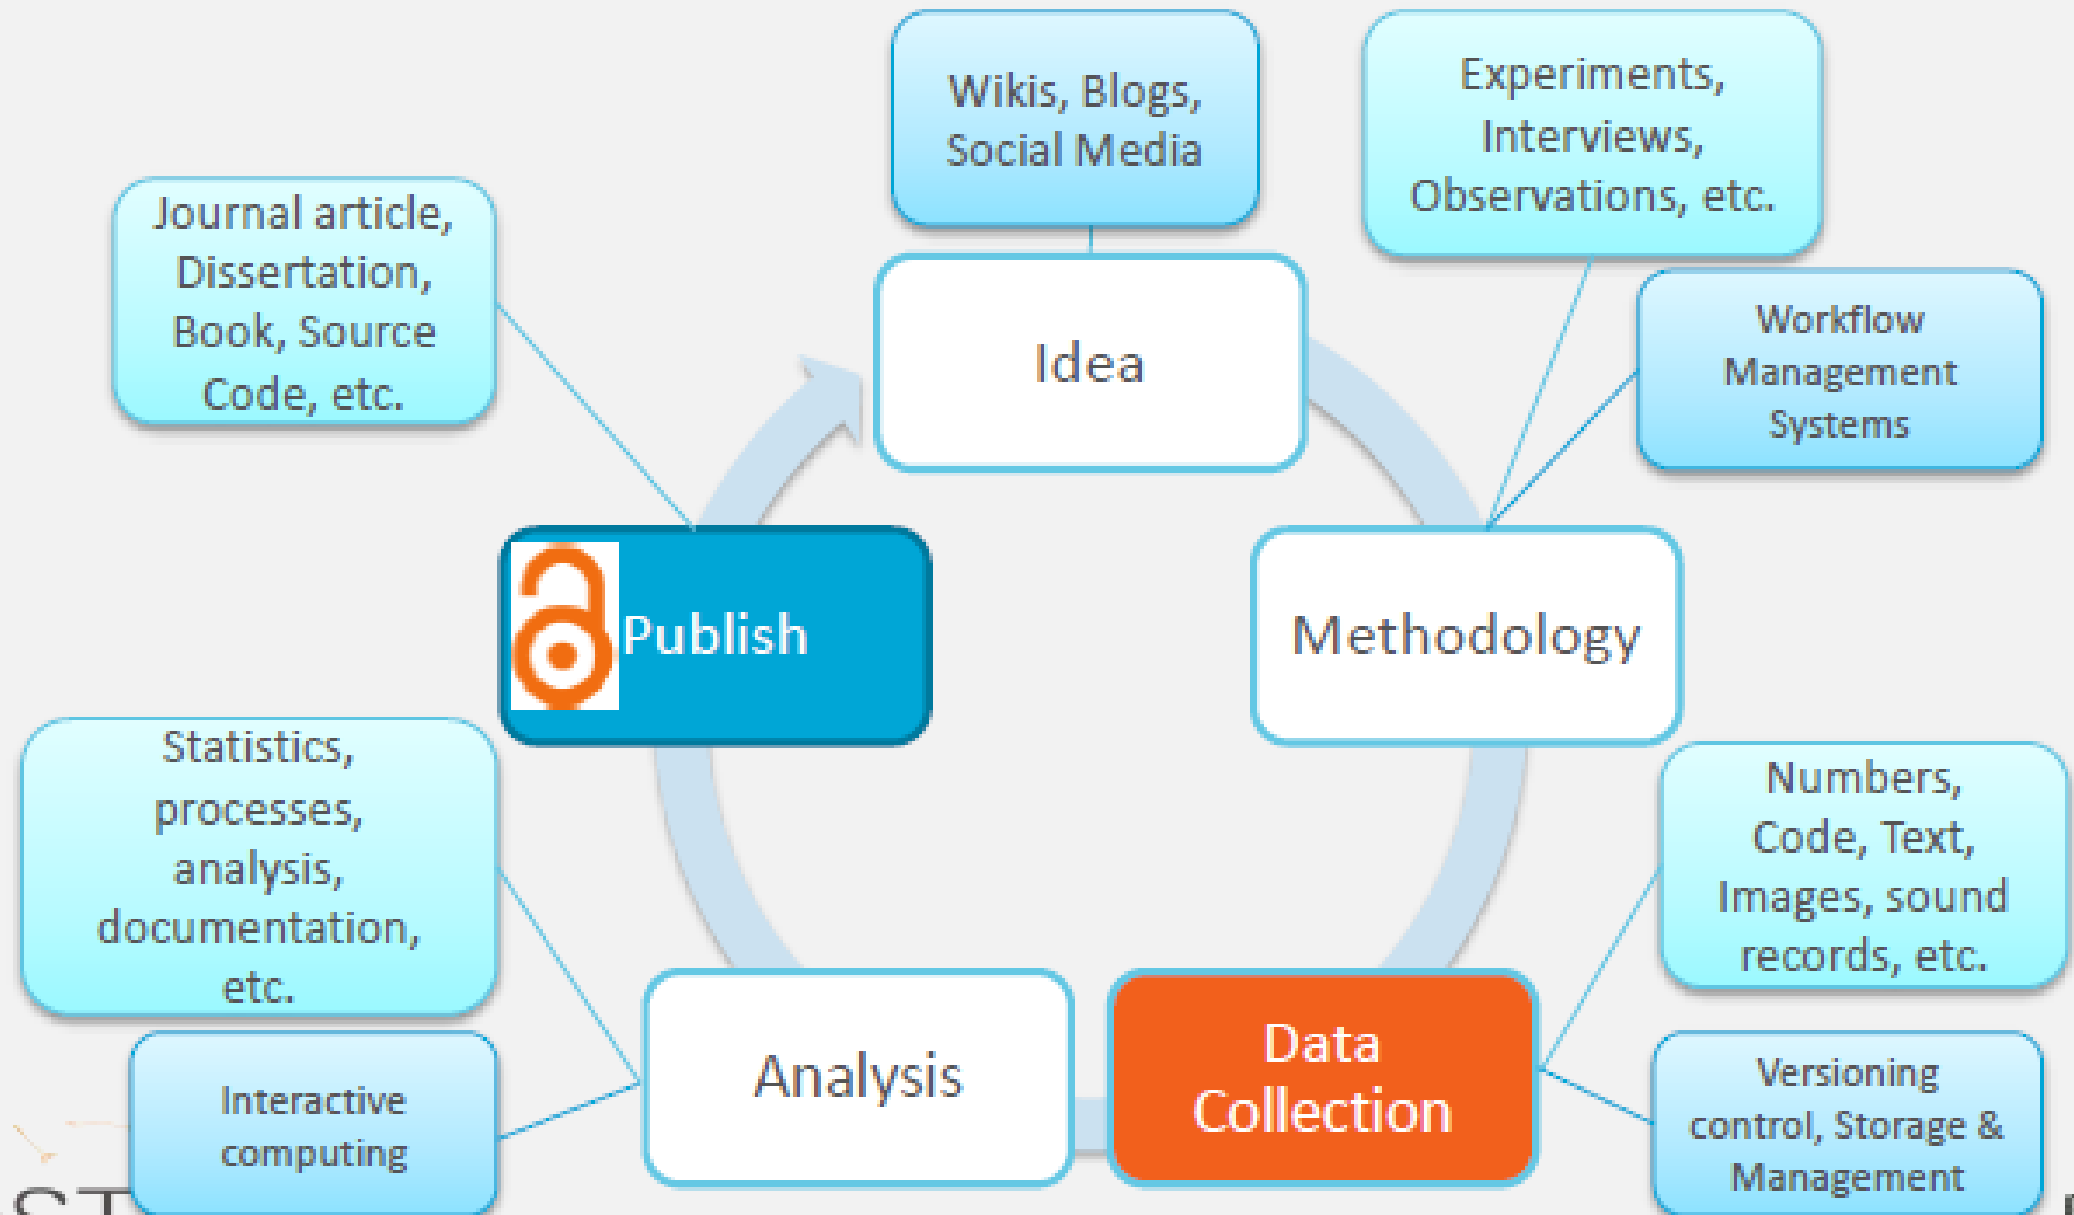 Wikis, Blogs,
Social Media
Experiments,
Interviews,
Observations, etc.
Journal article,
Dissertation,
Book, Source
Code, etc.
Idea
Workflow
Management
Systems
Publish
Methodology
Statistics,
processes,
analysis,
documentation,
etc.
Numbers,
Code, Text,
Images, sound
records, etc.
Analysis
Data
Collection
Interactive
computing
Versioning
control, Storage &
Management